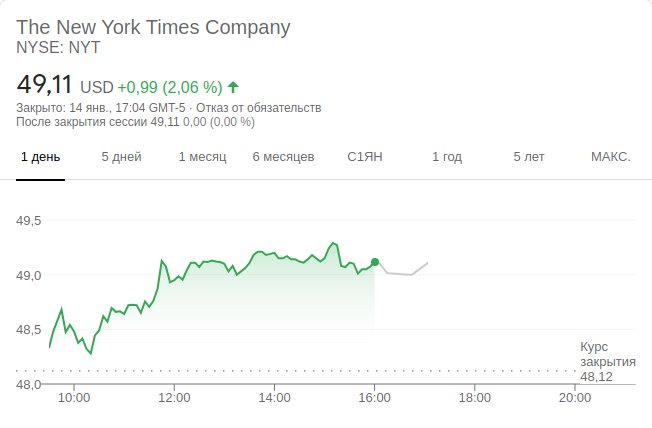 The New York Times Company
NYSE: NYT
49,11 USD +0,99 (2,06 %)
Закрыто: 14 янв., 17:04 GMT-5 · Отказ от обязательств
После закрытия сессии 49,11 0,00 (0,00 %)
1 день 5 дней 1 месяц 6 месяцев С1ЯН 1 год 5 лет МАКС.
49,5
49,0
48,5
Курс
закрытия
48,12
48,0
10:00 12:00 14:00 16:00 18:00 20:00